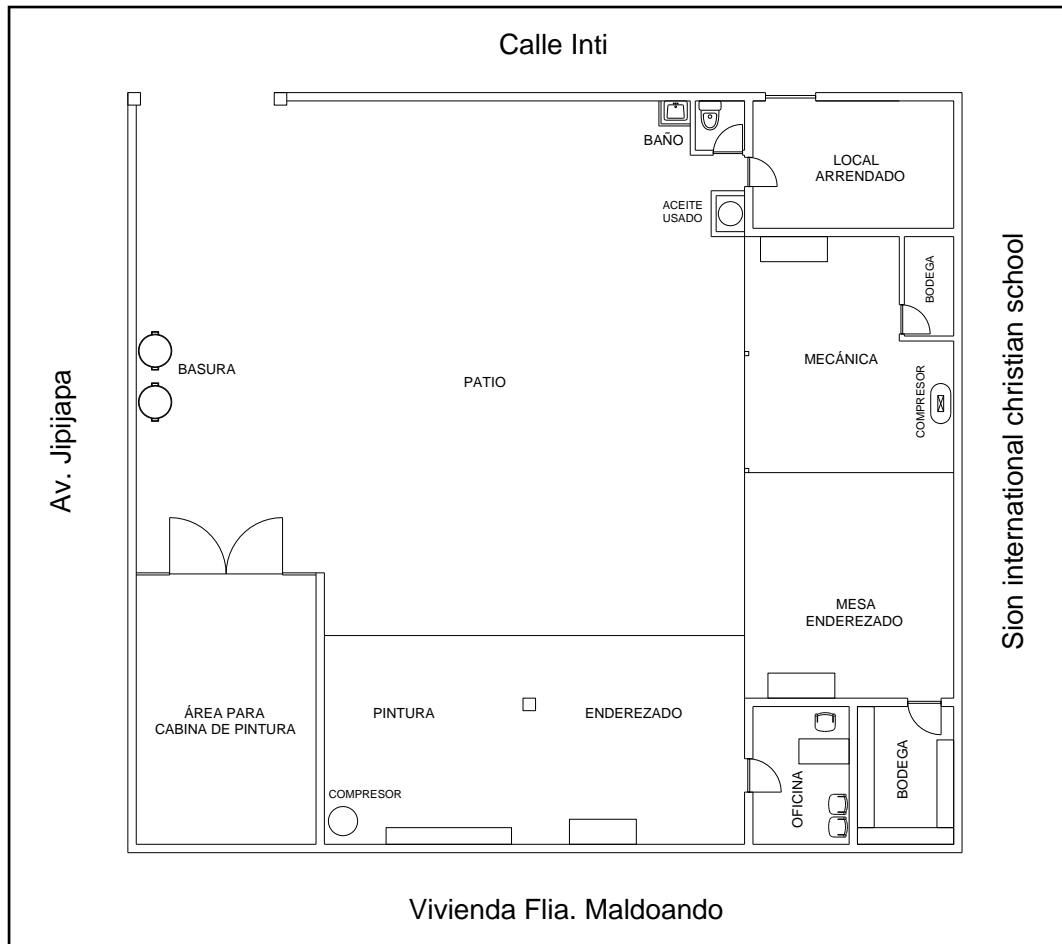 Calle Inti
BAÑO
LOCAL
ARRENDADO
ACEITE
USADO
BODEGA
Sion international christian school
MECÁNICA
BASURA
PATIO
COMPRESOR
Av. Jipijapa
MESA
ENDEREZADO
ÁREA PARA
CABINA DE PINTURA
PINTURA
ENDEREZADO
OFICINA
BODEGA
COMPRESOR
Vivienda Flia. Maldoando